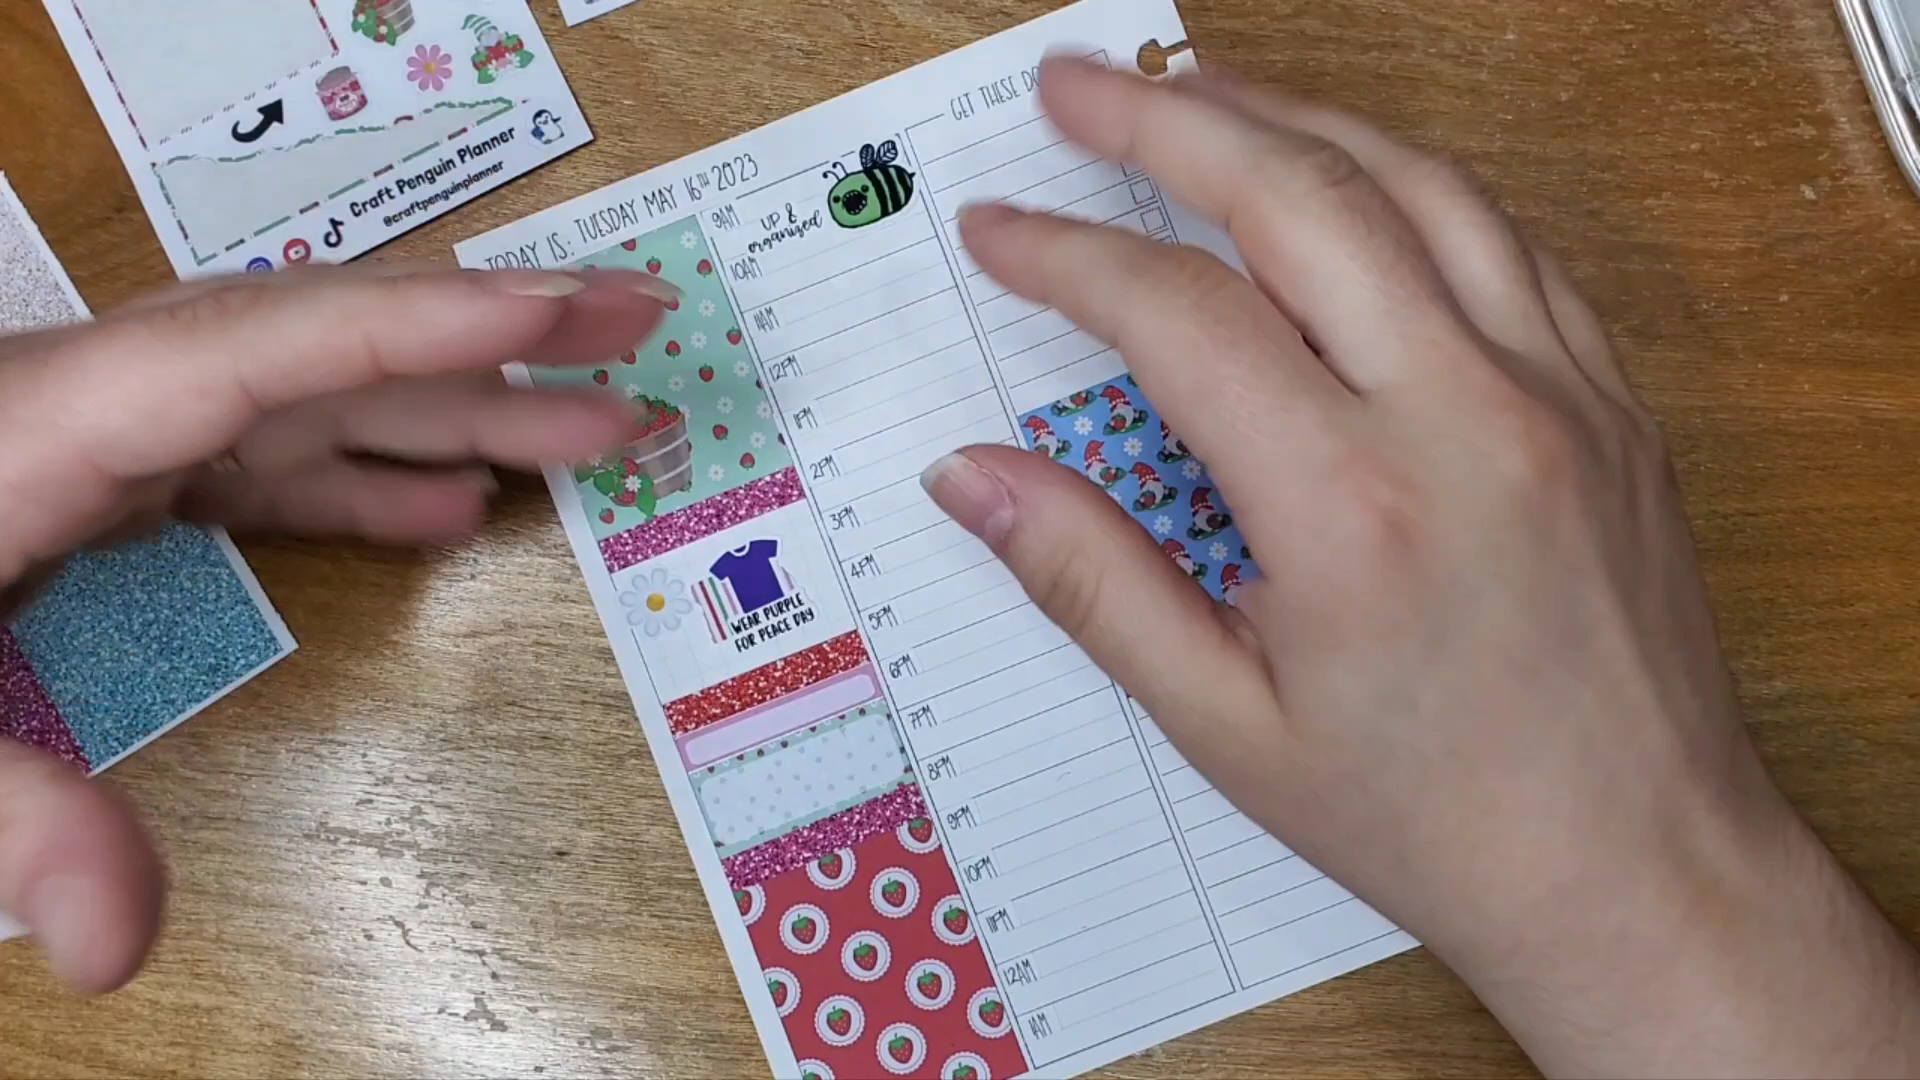 Craft Penguin Planner
@craftpenguinplanner
TODAY IS: TUESDAY MAY 16TH 2023
GET THESE
9AM
UP &
organized
10AM
11AM
12PM
1PM
2PM
3PM
4PM
5PM
6PM
7PM
8PM
9PM
10PM
11PM
12AM
1AM
WEAR PURPLE
FOR PEACE DAY